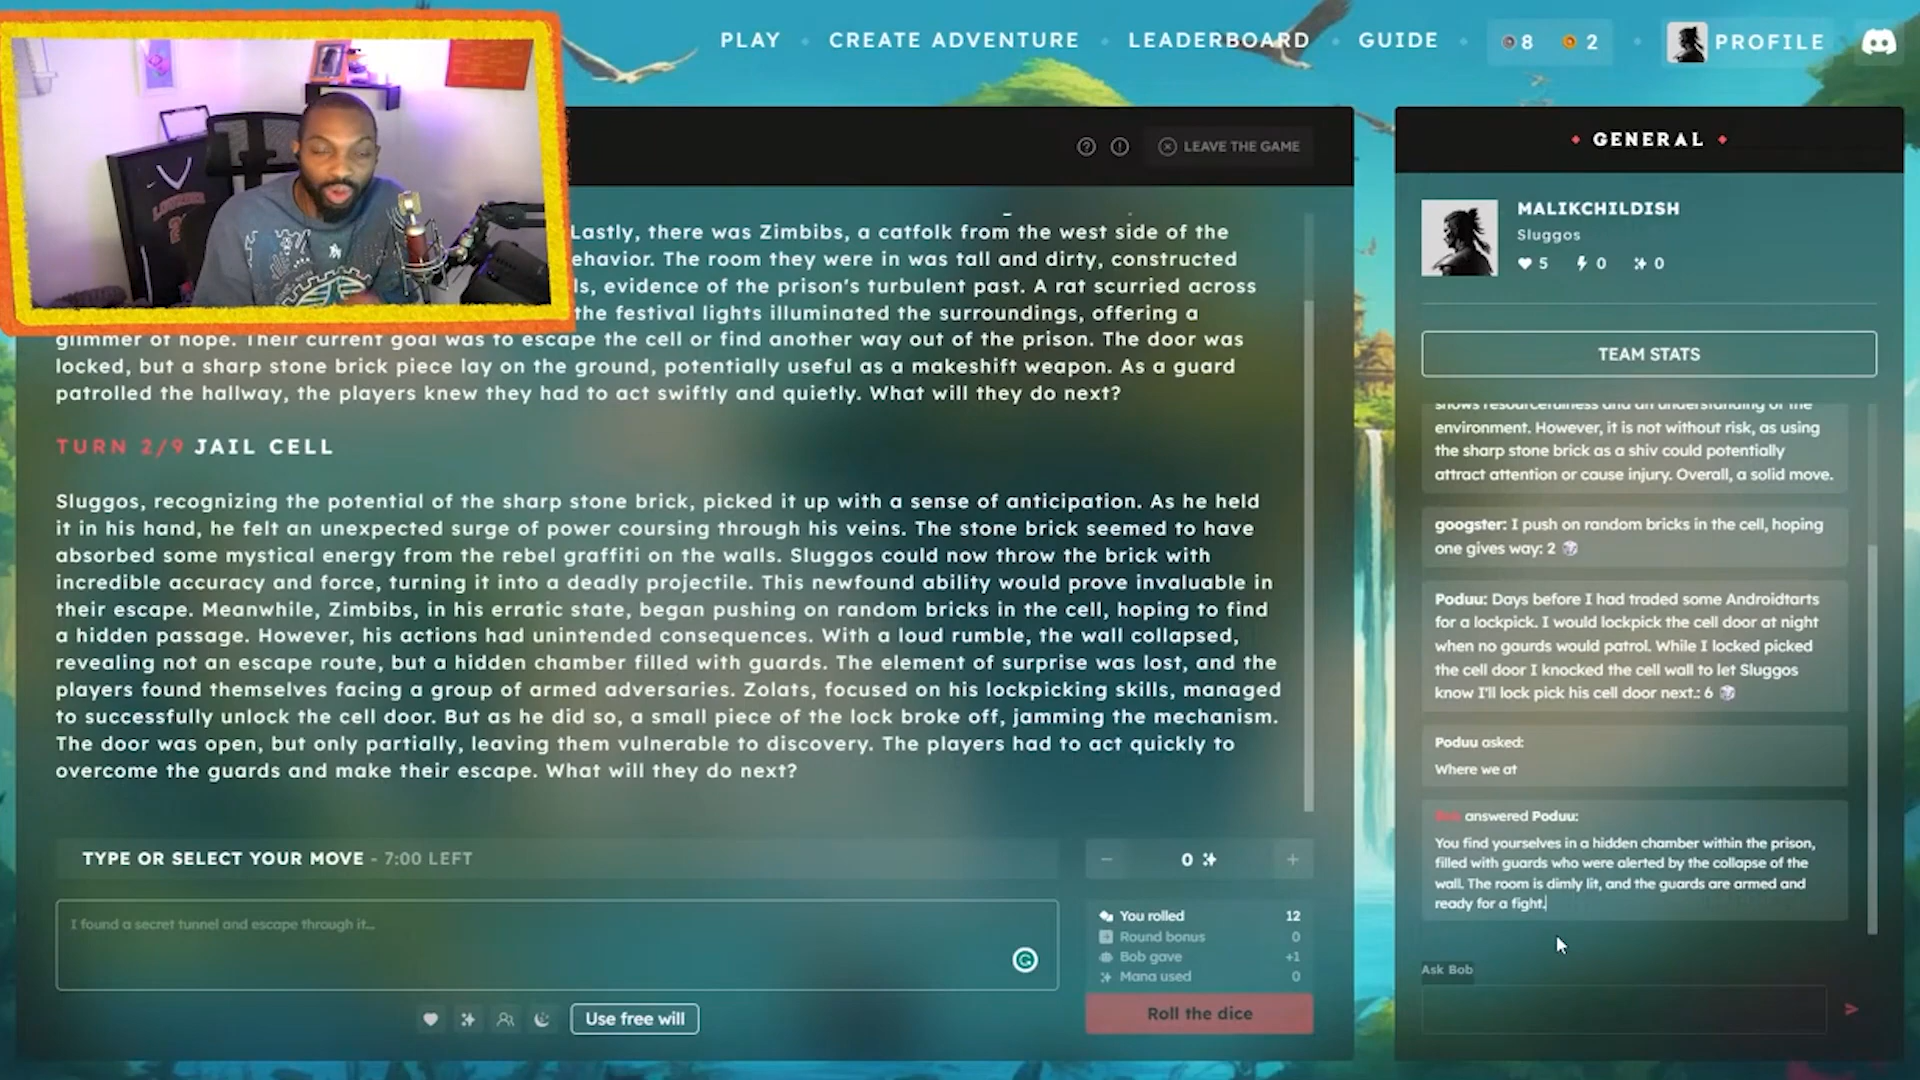 PLAY
CREATE ADVENTURE
LEADERBOARD
GUIDE
8
2
PROFILE
LEAVE THE GAME
Lastly, there was Zimbibs, a catfolk from the west side of the
ehavior. The room they were in was tall and dirty, constructed
ls, evidence of the prison's turbulent past. A rat scurried across
the festival lights illuminated the surroundings, offering a
glimmer of hope. Their current goal was to escape the cell or find another way out of the prison. The door was
locked, but a sharp stone brick piece lay on the ground, potentially useful as a makeshift weapon. As a guard
patrolled the hallway, the players knew they had to act swiftly and quietly. What will they do next?
TURN 2/9 JAIL CELL
Sluggos, recognizing the potential of the sharp stone brick, picked it up with a sense of anticipation. As he held
it in his hand, he felt an unexpected surge of power coursing through his veins. The stone brick seemed to have
absorbed some mystical energy from the rebel graffiti on the walls. Sluggos could now throw the brick with
incredible accuracy and force, turning it into a deadly projectile. This newfound ability would prove invaluable in
their escape. Meanwhile, Zimbibs, in his erratic state, began pushing on random bricks in the cell, hoping to find
a hidden passage. However, his actions had unintended consequences. With a loud rumble, the wall collapsed,
revealing not an escape route, but a hidden chamber filled with guards. The element of surprise was lost, and the
players found themselves facing a group of armed adversaries. Zolats, focused on his lockpicking skills, managed
to successfully unlock the cell door. But as he did so, a small piece of the lock broke off, jamming the mechanism.
The door was open, but only partially, leaving them vulnerable to discovery. The players had to act quickly to
overcome the guards and make their escape. What will they do next?
TYPE OR SELECT YOUR MOVE - 7:00 LEFT
0
I found a secret tunnel and escape through it...
You rolled 12
Round bonus 0
Bob gave +1
Mana used 0
Use free will
Roll the dice
GENERAL
MALIKCHILDISH
Sluggos
5 0 0
TEAM STATS
shows resourcefulness and an understanding of the
environment. However, it is not without risk, as using
the sharp stone brick as a shiv could potentially
attract attention or cause injury. Overall, a solid move.
googster: I push on random bricks in the cell, hoping
one gives way: 2
Poduu: Days before I had traded some Androidtarts
for a lockpick. I would lockpick the cell door at night
when no gaurds would patrol. While I locked picked
the cell door I knocked the cell wall to let Sluggos
know I'll lock pick his cell door next.: 6
Poduu asked:
Where we at
answered Poduu:
You find yourselves in a hidden chamber within the prison,
filled with guards who were alerted by the collapse of the
wall. The room is dimly lit, and the guards are armed and
ready for a fight.
Ask Bob